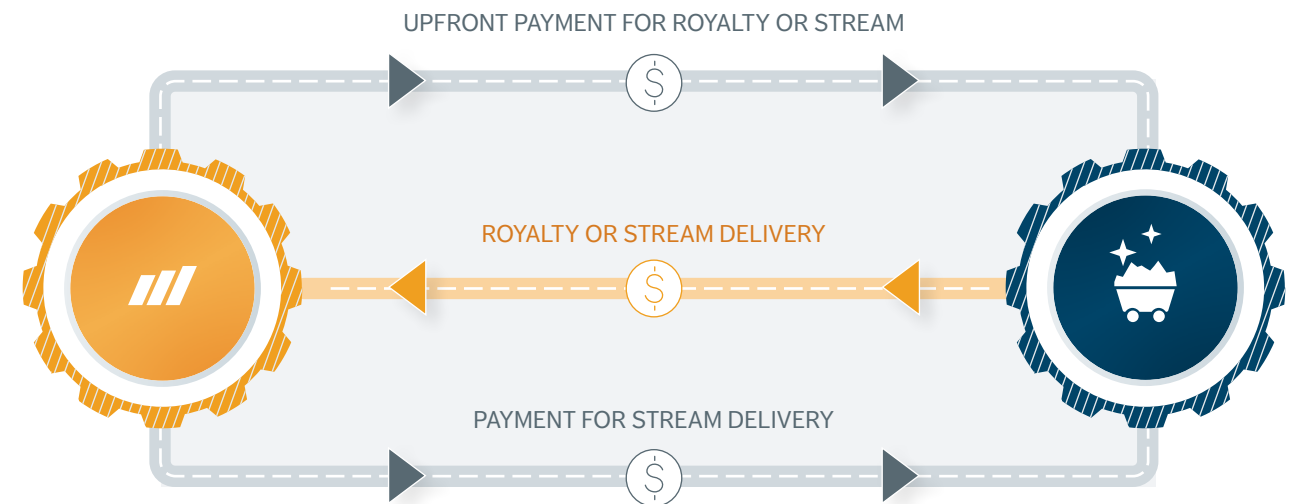 UPFRONT PAYMENT FOR ROYALTY OR STREAM
$
ROYALTY OR STREAM DELIVERY
$
PAYMENT FOR STREAM DELIVERY
$